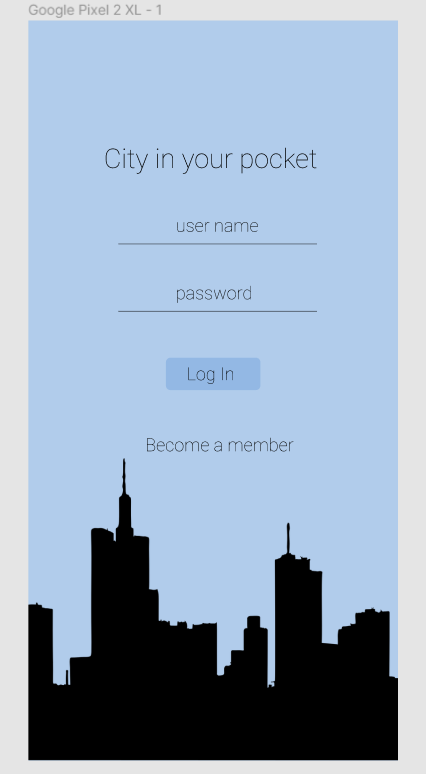 Google Pixel 2 XL - 1
City in your pocket
user name
password
Log In
Become a member